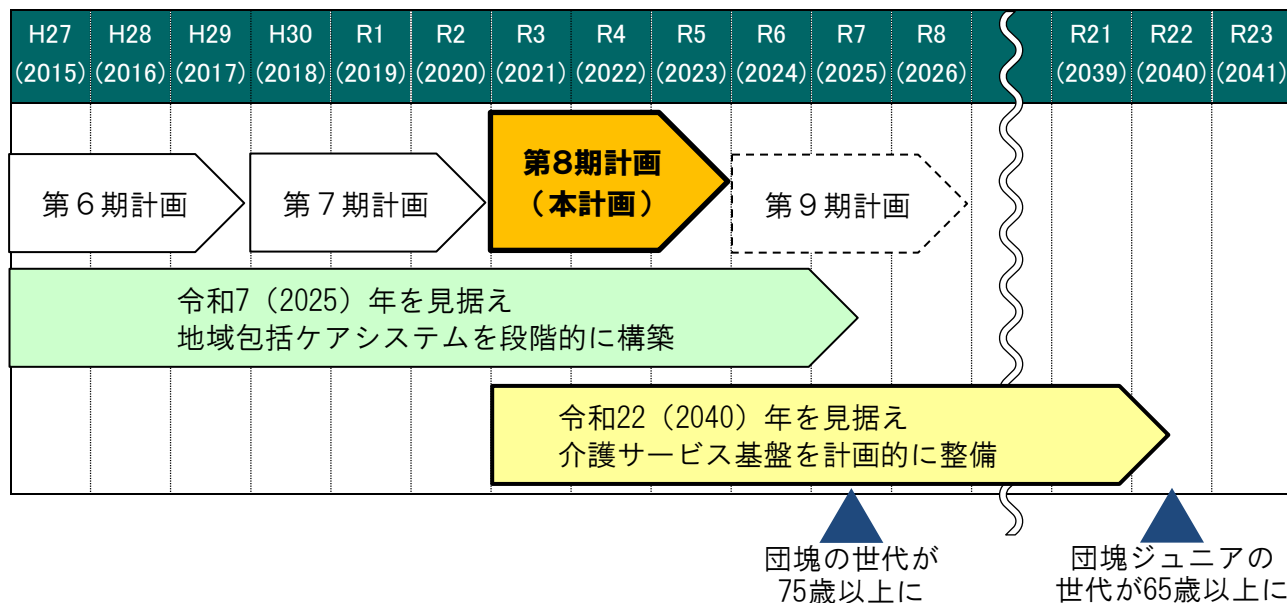 H27 H28 H29 H30 R1 R2 R3 R4 R5 R6 R7 R8 R21 R22 R23
(2015) (2016) (2017) (2018) (2019) (2020) (2021) (2022) (2023) (2024) (2025) (2026) (2039) (2040) (2041)
第６期計画
第７期計画
第8期計画
（本計画）
第９期計画
令和7（2025）年を見据え
地域包括ケアシステムを段階的に構築
令和22（2040）年を見据え
介護サービス基盤を計画的に整備
団塊の世代が
75歳以上に
団塊ジュニアの
世代が65歳以上に